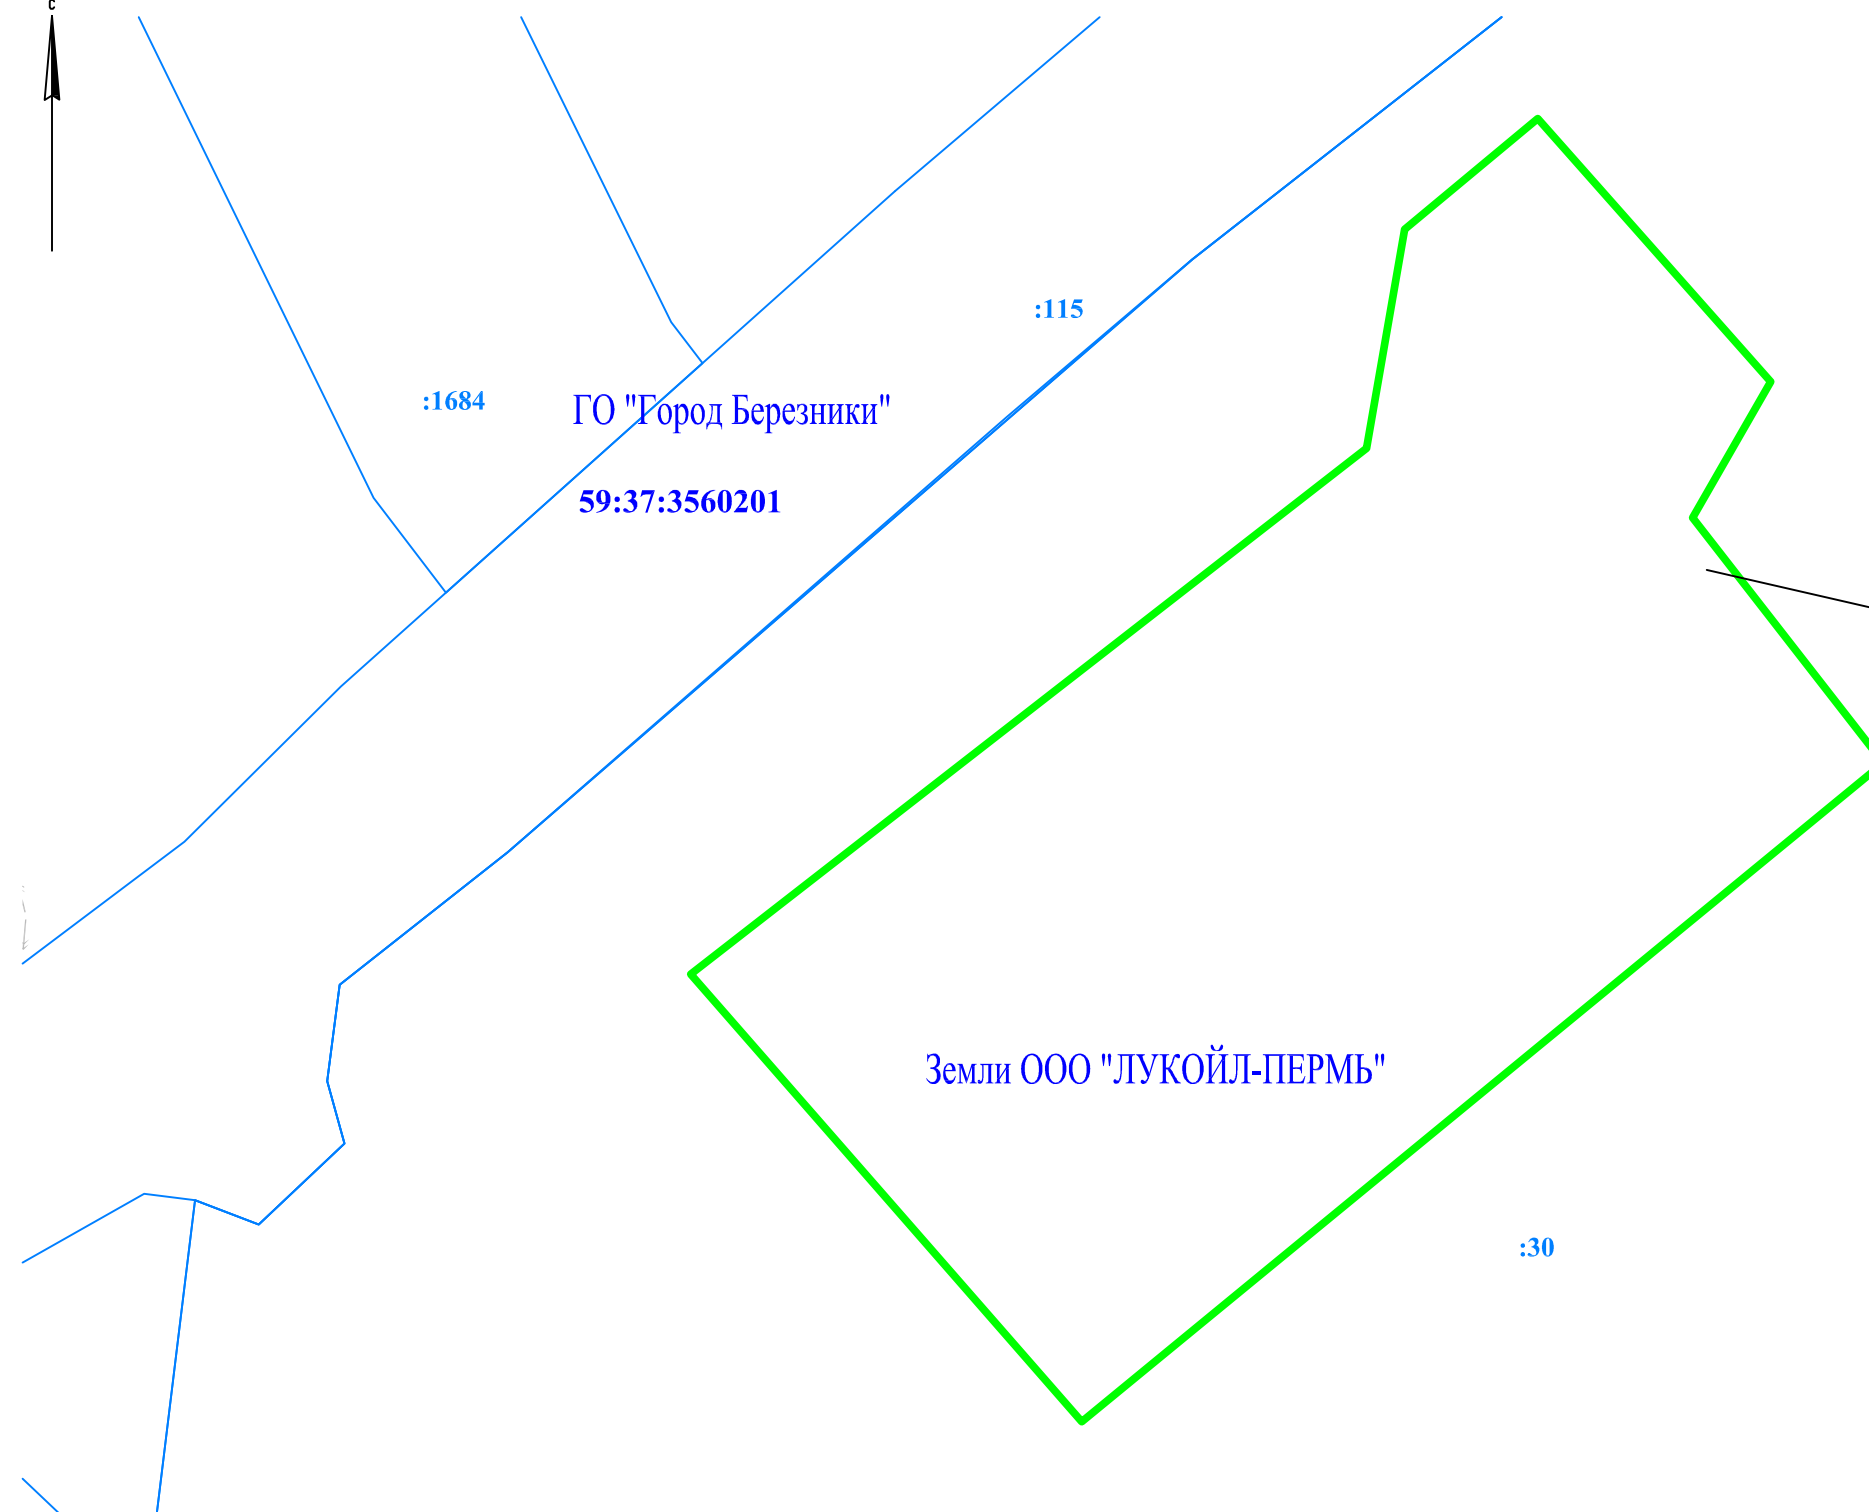 С
:115
:1684
ГО "Город Березники"
59:37:3560201
Земли ООО "ЛУКОЙЛ-ПЕРМЬ"
:30